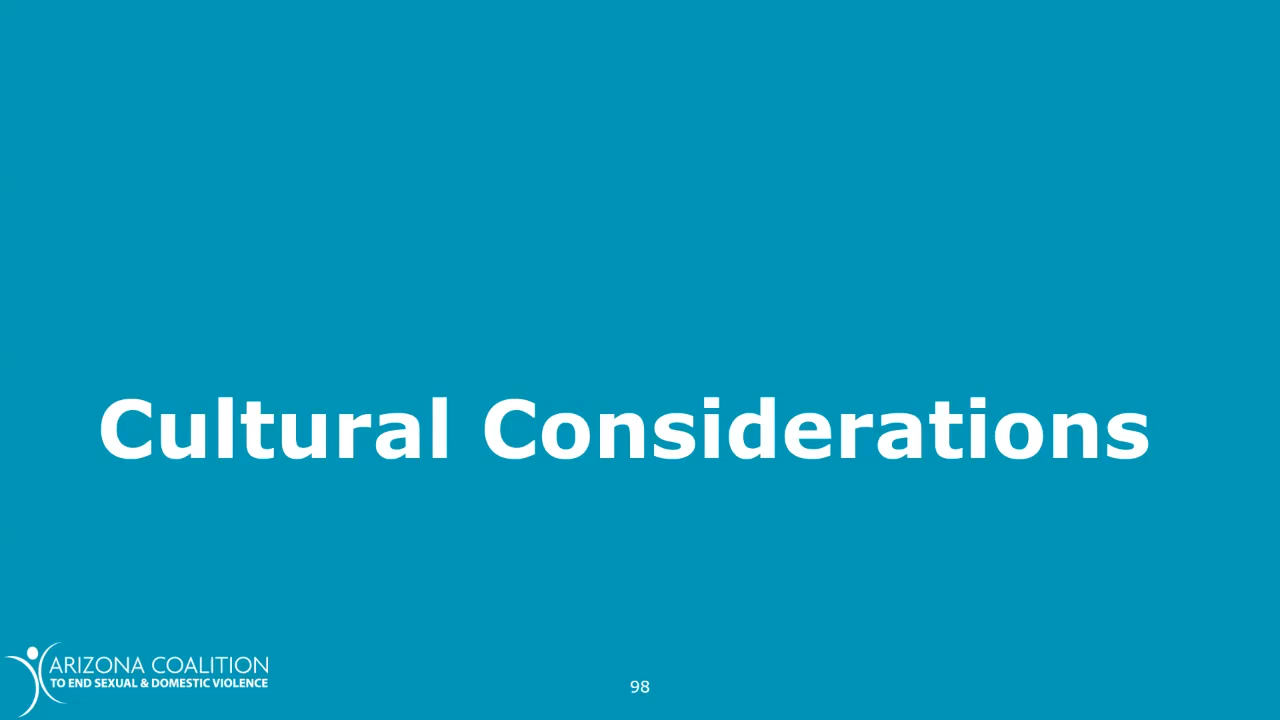 Cultural Considerations
ARIZONA COALITION
TO END SEXUAL & DOMESTIC VIOLENCE
98